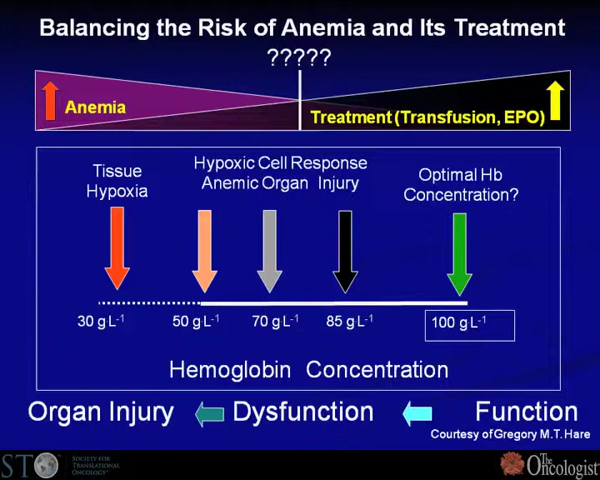 Balancing the Risk of Anemia and Its Treatment
?????
Anemia
Treatment (Transfusion, EPO)
Tissue
Hypoxia
Hypoxic Cell Response
Anemic Organ Injury
Optimal Hb
Concentration?
30 g L⁻¹ 50 g L⁻¹ 70 g L⁻¹ 85 g L⁻¹ 100 g L⁻¹
Hemoglobin Concentration
Organ Injury Dysfunction Function
Courtesy of Gregory M.T. Hare
STO
SOCIETY FOR
TRANSLATIONAL
ONCOLOGY
The
Oncologist